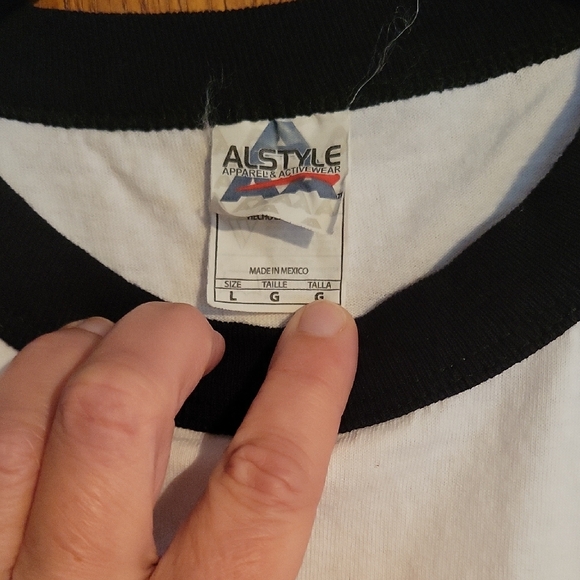 ALSTYLE
APPAREL & ACTIVEWEAR
MADE IN MEXICO
SIZE TAILLE TALLA
L G G